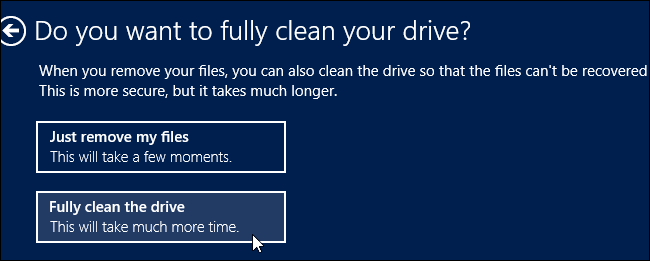 Do you want to fully clean your drive?
When you remove your files, you can also clean the drive so that the files can't be recovered
This is more secure, but it takes much longer.
Just remove my files
This will take a few moments.
Fully clean the drive
This will take much more time.